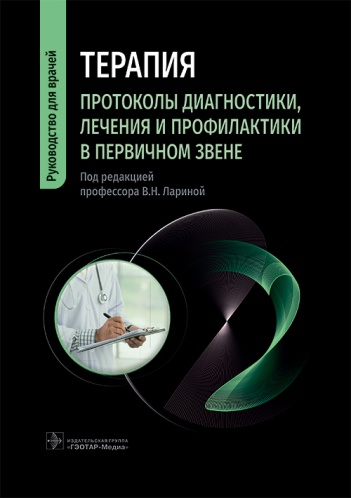 Руководство для врачей
ТЕРАПИЯ
ПРОТОКОЛЫ ДИАГНОСТИКИ,
ЛЕЧЕНИЯ И ПРОФИЛАКТИКИ
В ПЕРВИЧНОМ ЗВЕНЕ
Под редакцией
профессора В.Н. Лариной
ИЗДАТЕЛЬСКАЯ ГРУППА
«ГЭОТАР-Медиа»